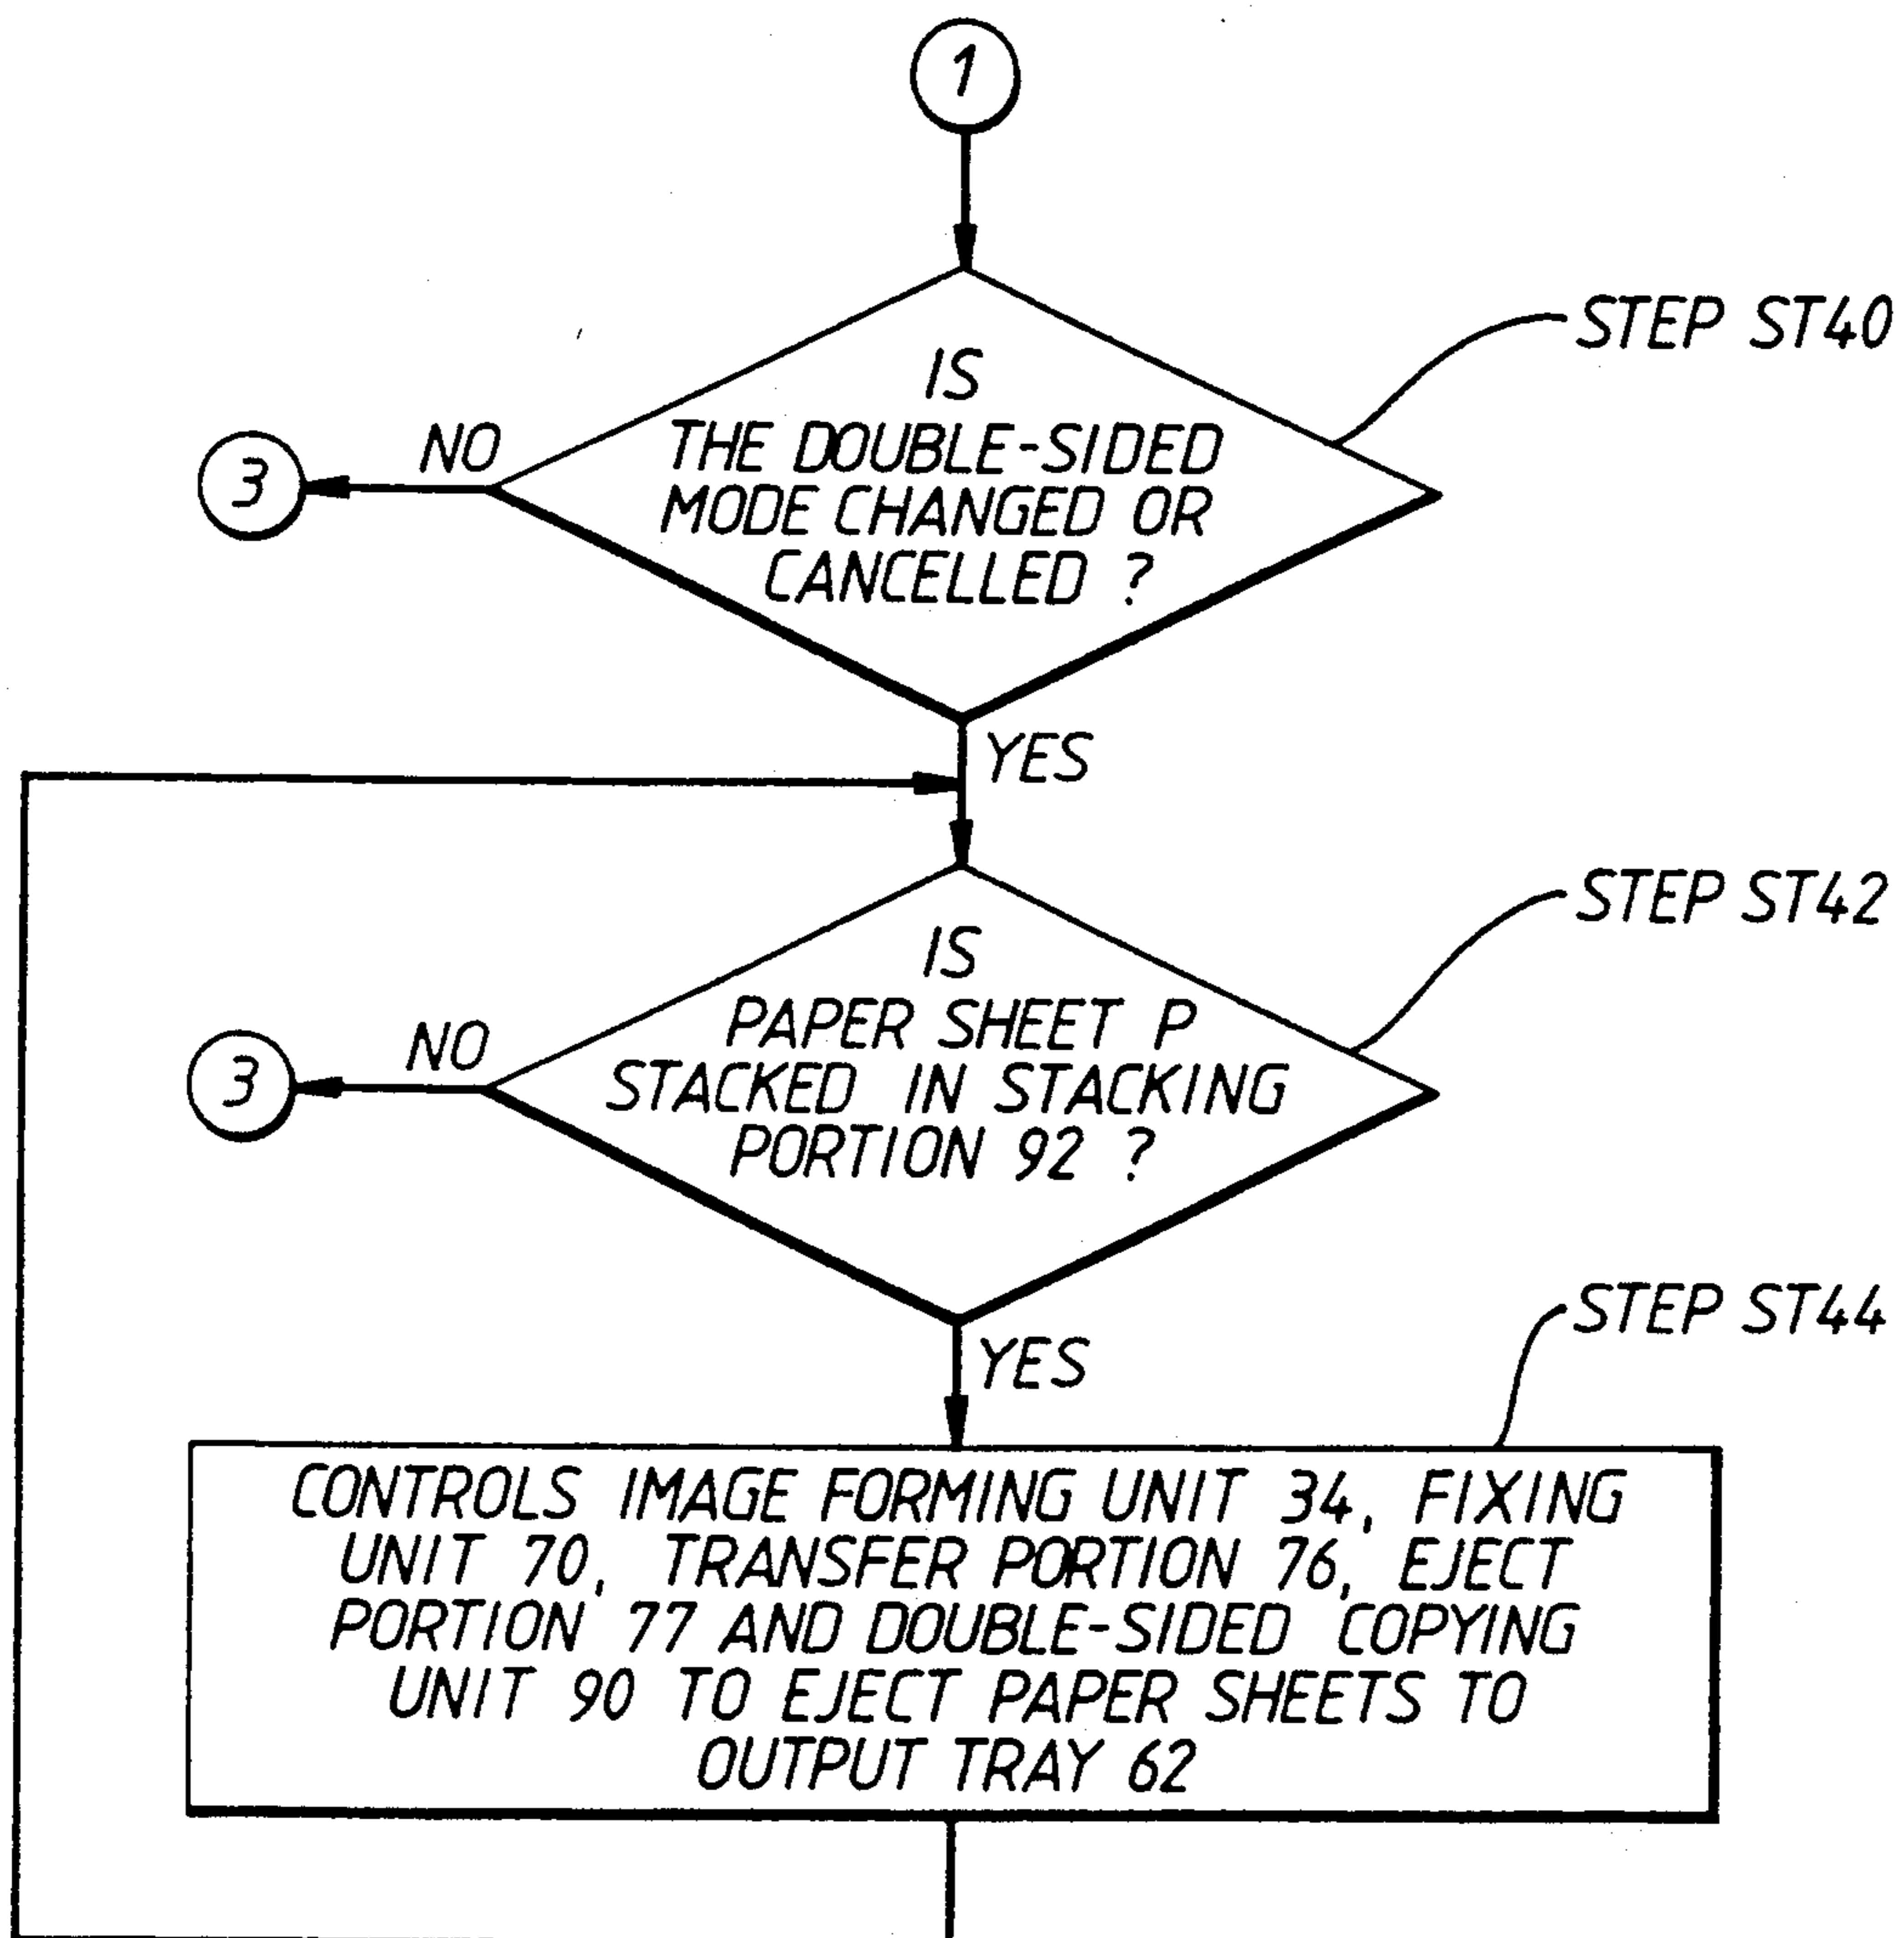 1
STEP ST40
IS
THE DOUBLE-SIDED
MODE CHANGED OR
CANCELLED ?
NO
3
YES
STEP ST42
IS
PAPER SHEET P
STACKED IN STACKING
PORTION 92 ?
NO
3
YES
STEP ST44
CONTROLS IMAGE FORMING UNIT 34, FIXING
UNIT 70, TRANSFER PORTION 76, EJECT
PORTION 77 AND DOUBLE-SIDED COPYING
UNIT 90 TO EJECT PAPER SHEETS TO
OUTPUT TRAY 62